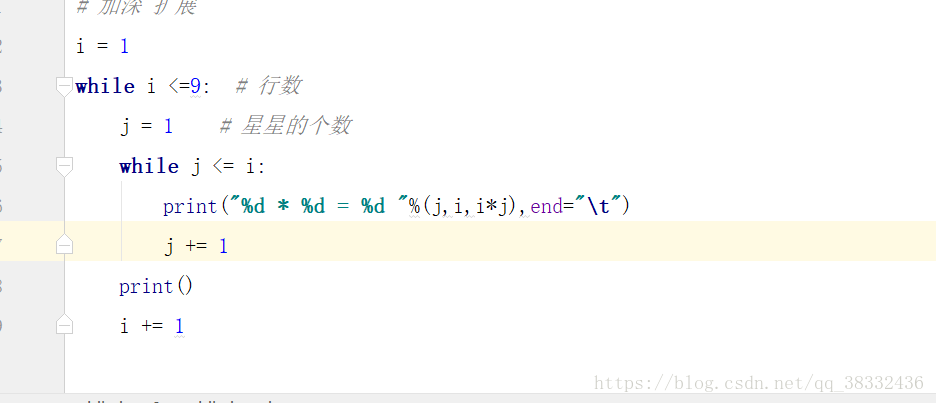 # 加深 扩展
i = 1
while i <=9:  # 行数
    j = 1    # 星星的个数
    while j <= i:
        print("%d * %d = %d "%(j,i,i*j),end="\t")
        j += 1
    print()
    i += 1
https://blog.csdn.net/qq_38332436